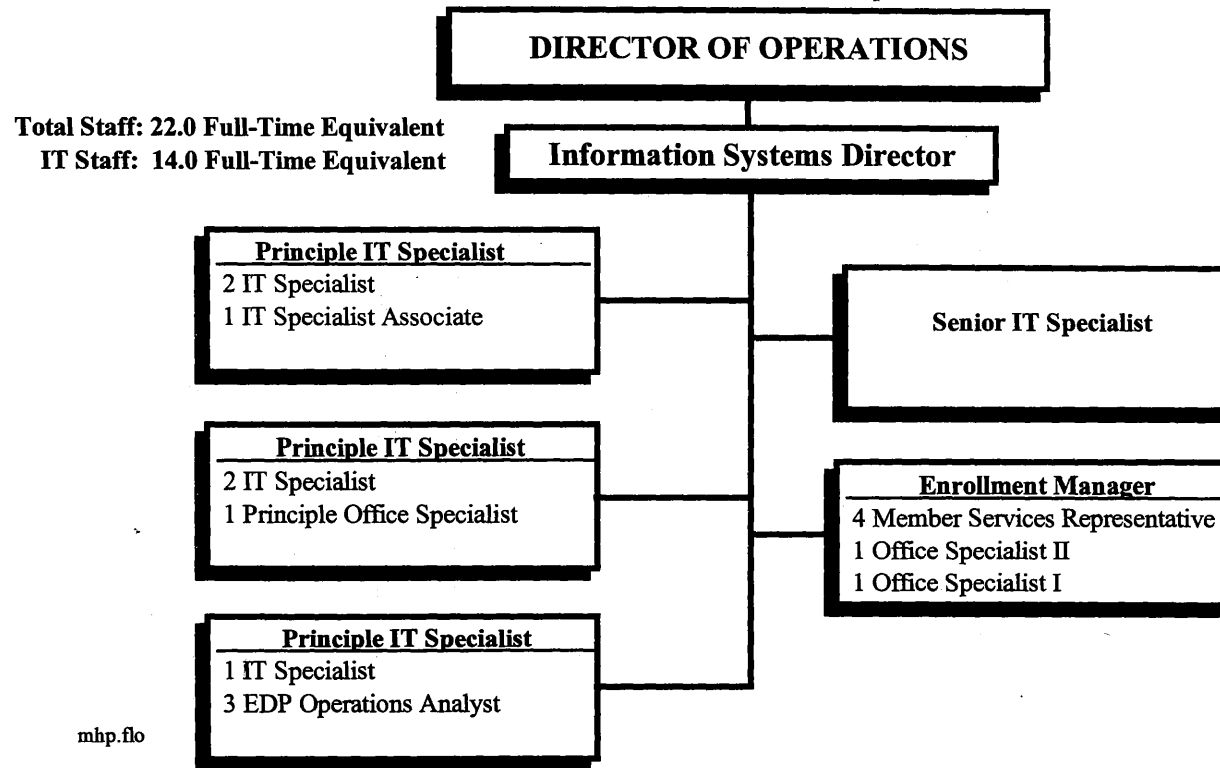 DIRECTOR OF OPERATIONS
Total Staff: 22.0 Full-Time Equivalent
IT Staff: 14.0 Full-Time Equivalent
Information Systems Director
Principle IT Specialist
2 IT Specialist
1 IT Specialist Associate
Senior IT Specialist
Principle IT Specialist
2 IT Specialist
1 Principle Office Specialist
Enrollment Manager
4 Member Services Representative
1 Office Specialist II
1 Office Specialist I
Principle IT Specialist
1 IT Specialist
3 EDP Operations Analyst
mhp.flo